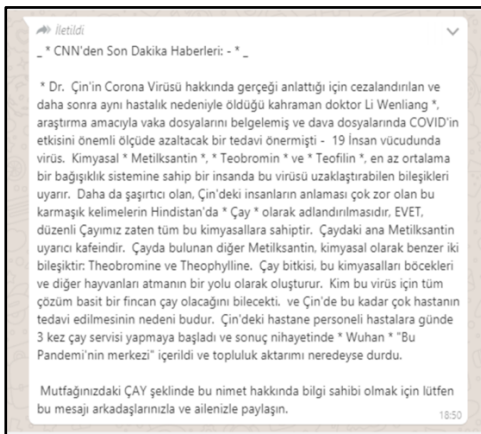 İletildi
_ * CNN'den Son Dakika Haberleri: - * _
* Dr.  Çin'in Corona Virüsü hakkında gerçeği anlattığı için cezalandırılan ve
daha sonra aynı hastalık nedeniyle öldüğü kahraman doktor Li Wenliang *,
araştırma amacıyla vaka dosyalarını belgelemiş ve dava dosyalarında COVID'in
etkisini önemli ölçüde azaltacak bir tedavi önermişti -  19 İnsan vücudunda
virüs.  Kimyasal * Metilksantin *, * Teobromin * ve * Teofilin *, en az ortalama
bir bağışıklık sistemine sahip bir insanda bu virüsü uzaklaştırabilen bileşikleri
uyarır.  Daha da şaşırtıcı olan, Çin'deki insanların anlaması çok zor olan bu
karmaşık kelimelerin Hindistan'da * Çay * olarak adlandırılmasıdır, EVET,
düzenli Çayımız zaten tüm bu kimyasallara sahiptir.  Çaydaki ana Metilksantin
uyarıcı kafeindir.  Çayda bulunan diğer Metilksantin, kimyasal olarak benzer iki
bileşiktir: Theobromine ve Theophylline.  Çay bitkisi, bu kimyasalları böcekleri
ve diğer hayvanları atmanın bir yolu olarak oluşturur.  Kim bu virüs için tüm
çözüm basit bir fincan çay olacağını bilecekti.  ve Çin'de bu kadar çok hastanın
tedavi edilmesinin nedeni budur.  Çin'deki hastane personeli hastalara günde
3 kez çay servisi yapmaya başladı ve sonuç nihayetinde * Wuhan * "Bu
Pandemi'nin merkezi" içerildi ve topluluk aktarımı neredeyse durdu.
Mutfağınızdaki ÇAY şeklinde bu nimet hakkında bilgi sahibi olmak için lütfen
bu mesajı arkadaşlarınızla ve ailenizle paylaşın.
18:50